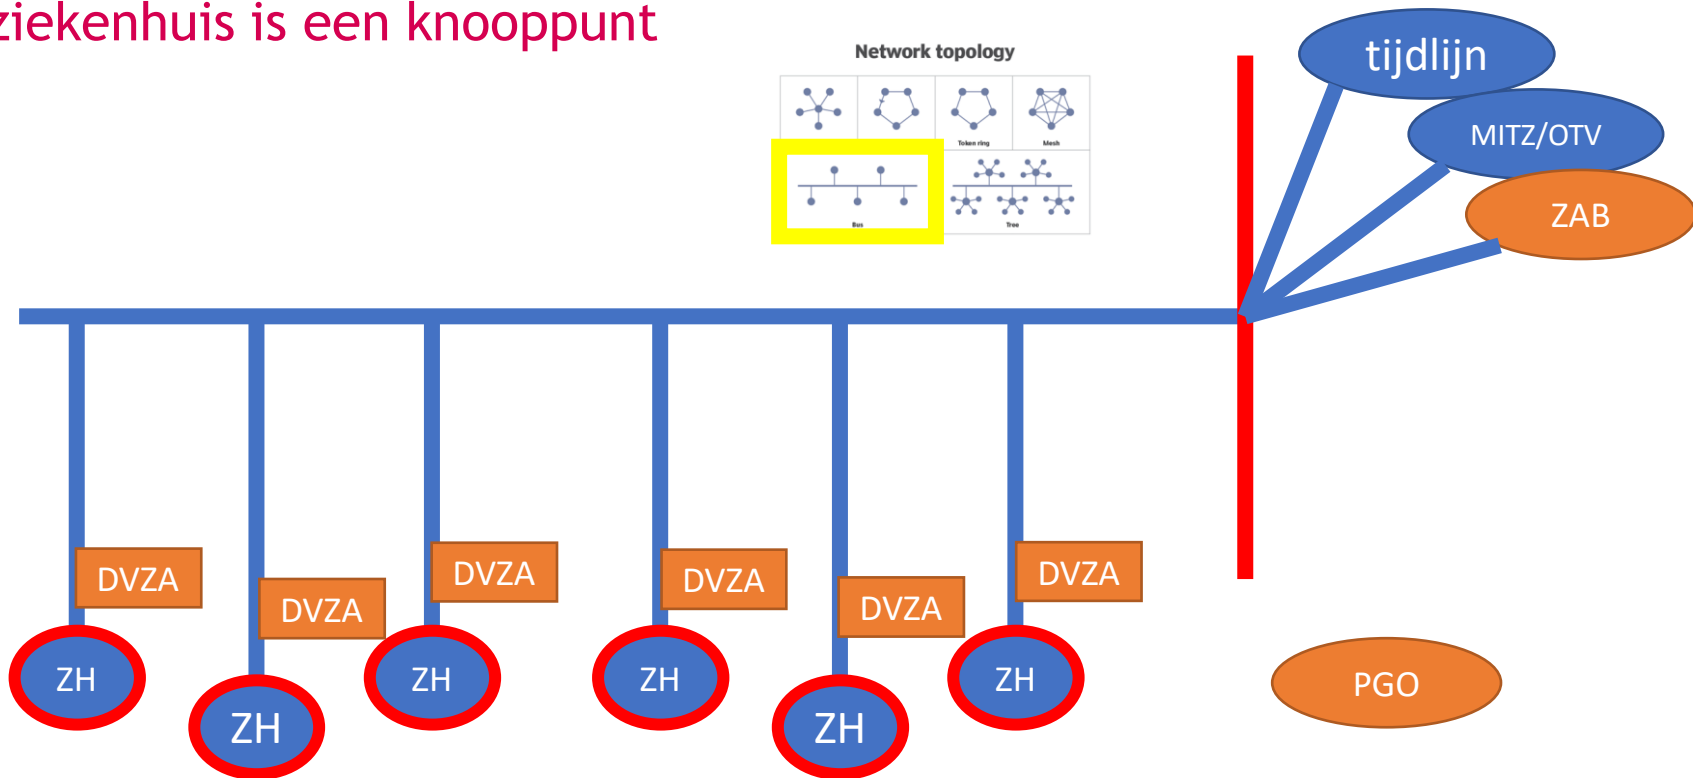 ziekenhuis is een knooppunt
Network topology
Token ring
Mesh
Bus
Tree
tijdlijn
MITZ/OTV
ZAB
DVZA
DVZA
DVZA
DVZA
DVZA
DVZA
ZH
ZH
ZH
ZH
ZH
ZH
PGO